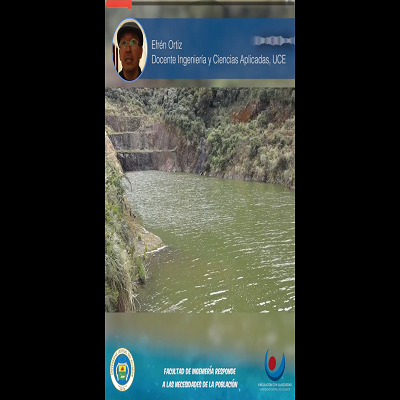 Efrén Ortiz
Docente Ingeniería y Ciencias Aplicadas, UCE
FACULTAD DE INGENIERÍA RESPONDE
A LAS NECESIDADES DE LA POBLACIÓN